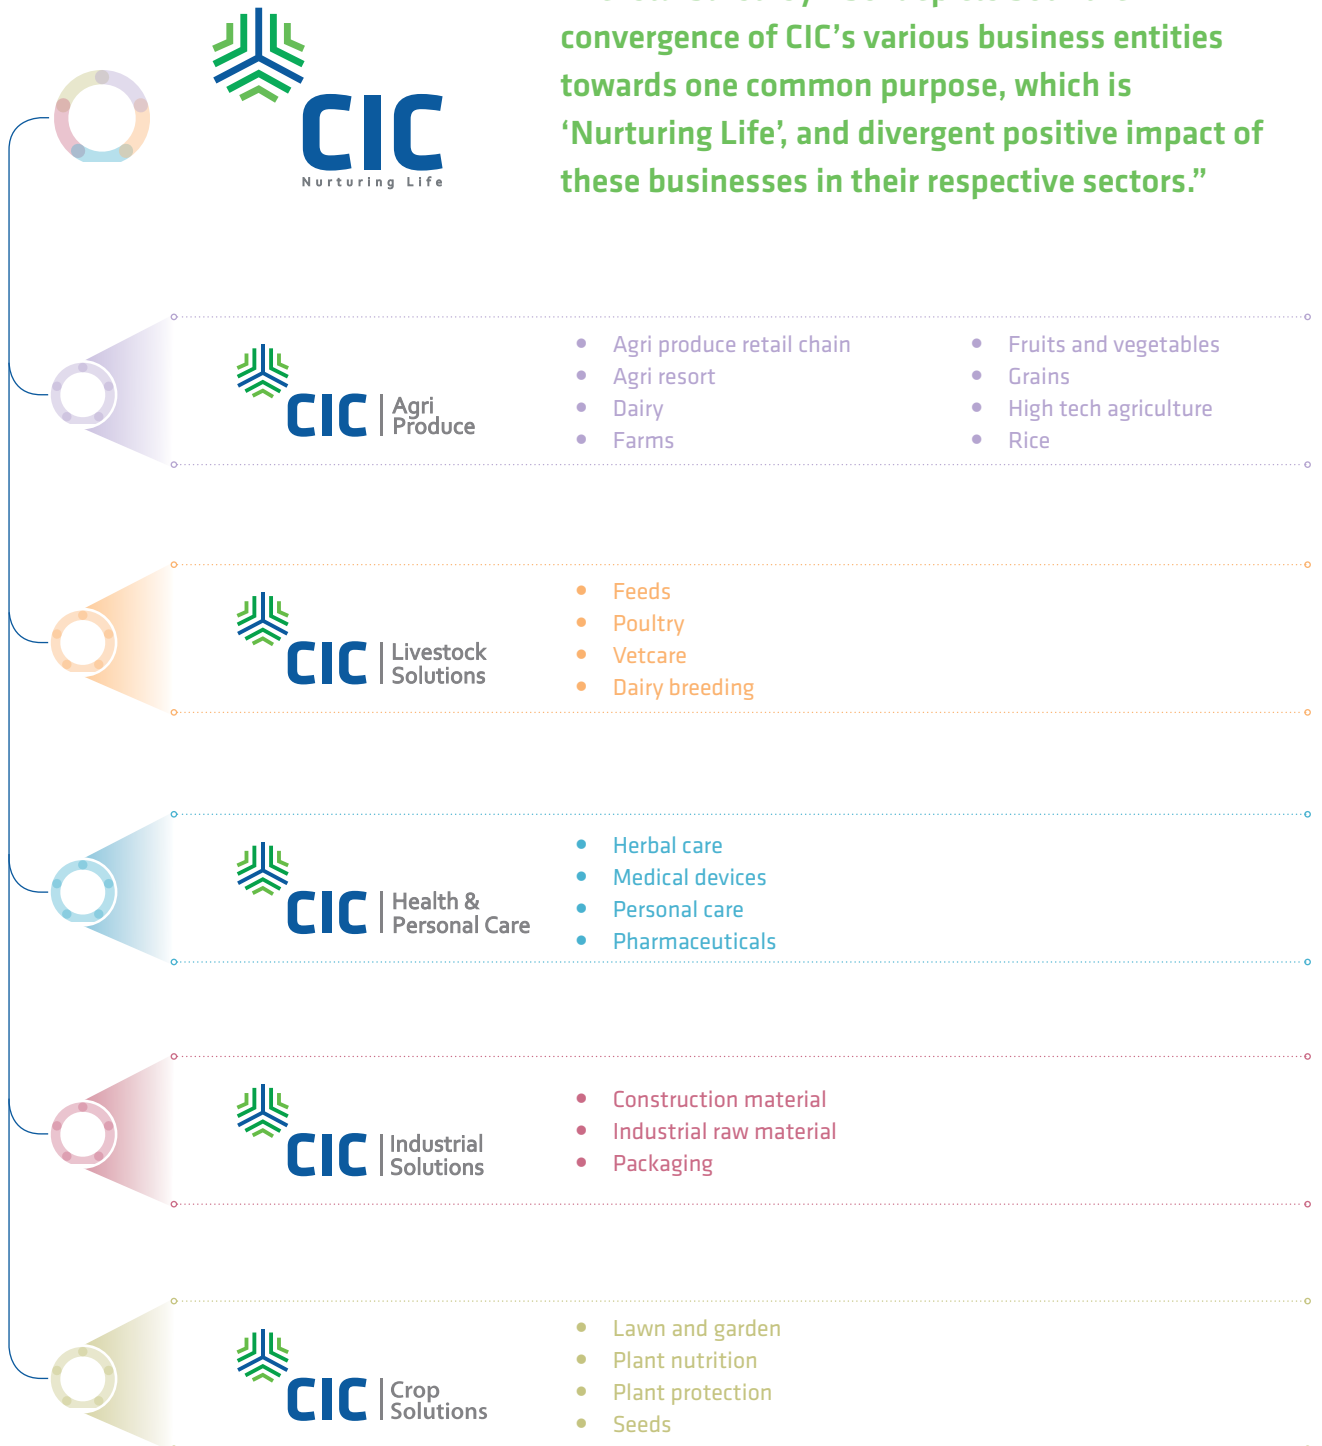 convergence of CIC’s various business entities
towards one common purpose, which is
‘Nurturing Life’, and divergent positive impact of
these businesses in their respective sectors.”
CIC
Nurturing Life
CIC | Agri Produce
• Agri produce retail chain
• Agri resort
• Dairy
• Farms
• Fruits and vegetables
• Grains
• High tech agriculture
• Rice
CIC | Livestock Solutions
• Feeds
• Poultry
• Vetcare
• Dairy breeding
CIC | Health & Personal Care
• Herbal care
• Medical devices
• Personal care
• Pharmaceuticals
CIC | Industrial Solutions
• Construction material
• Industrial raw material
• Packaging
CIC | Crop Solutions
• Lawn and garden
• Plant nutrition
• Plant protection
• Seeds